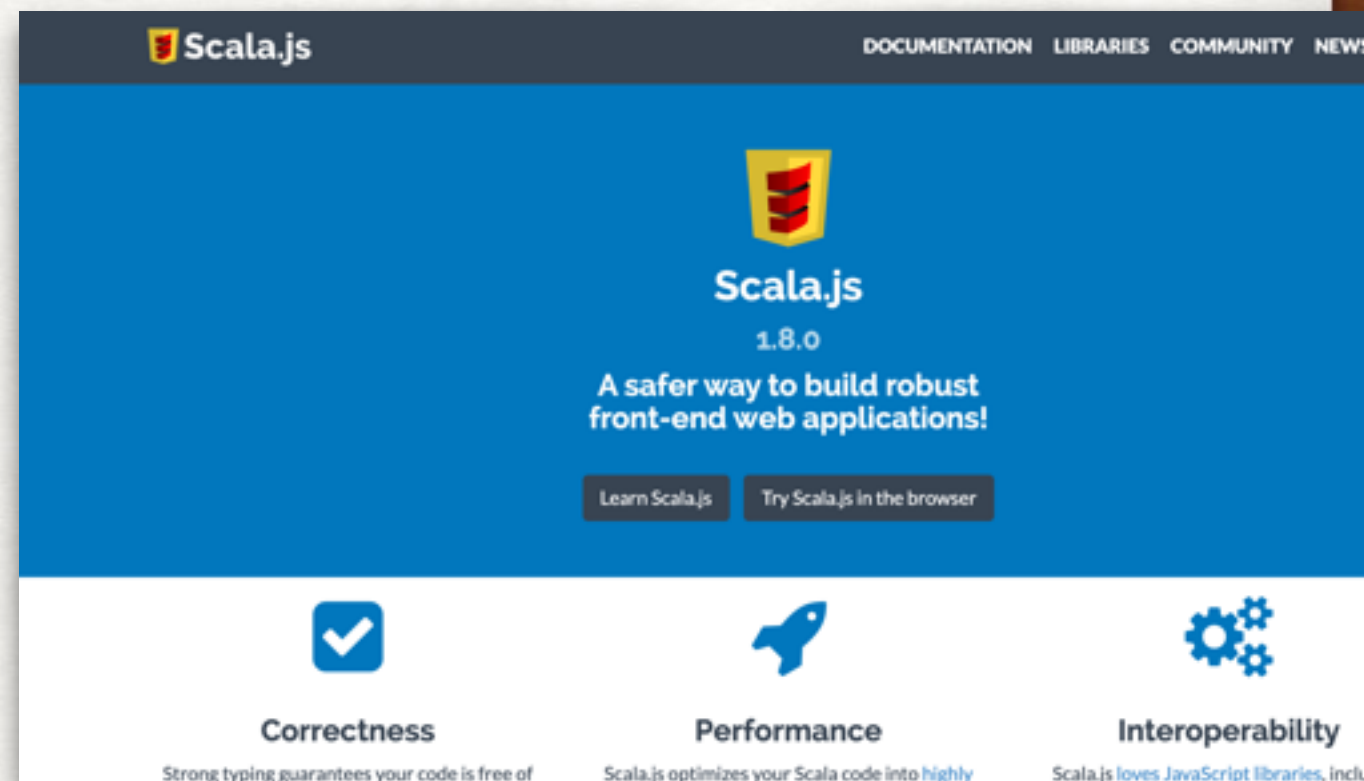 Scala.js
DOCUMENTATION LIBRARIES COMMUNITY NEWS
Scala.js
1.8.0
A safer way to build robust
front-end web applications!
Learn Scala.js
Try Scala.js in the browser
Correctness
Performance
Interoperability
Strong typing guarantees your code is free of
Scala.js optimizes your Scala code into highly
Scala.js loves JavaScript libraries,